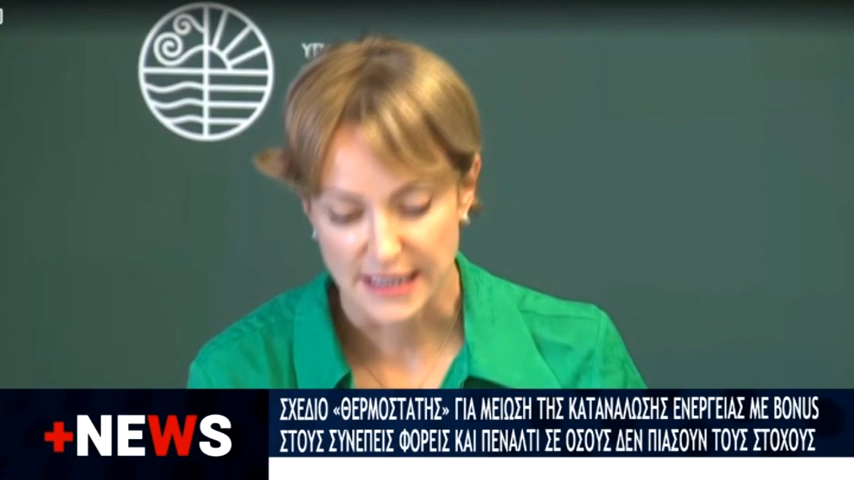 ΥΠ
ΣΧΕΔΙΟ «ΘΕΡΜΟΣΤΑΤΗΣ» ΓΙΑ ΜΕΙΩΣΗ ΤΗΣ ΚΑΤΑΝΑΛΩΣΗΣ ΕΝΕΡΓΕΙΑΣ ΜΕ BONUS
ΣΤΟΥΣ ΣΥΝΕΠΕΙΣ ΦΟΡΕΙΣ ΚΑΙ ΠΕΝΑΛΤΙ ΣΕ ΟΣΟΥΣ ΔΕΝ ΠΙΑΣΟΥΝ ΤΟΥΣ ΣΤΟΧΟΥΣ
+NEWS